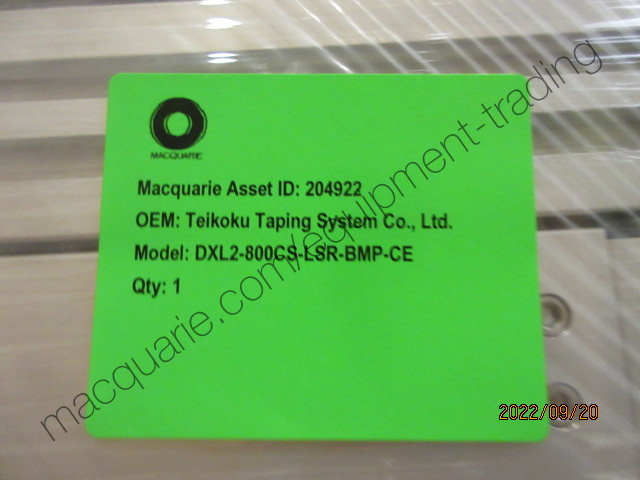 MACQUARIE
Macquarie Asset ID: 204922
OEM: Teikoku Taping System Co., Ltd.
Model: DXL2-800CS-LSR-BMP-CE
Qty: 1
macquarie.com/equipment-trading
2022/09/20